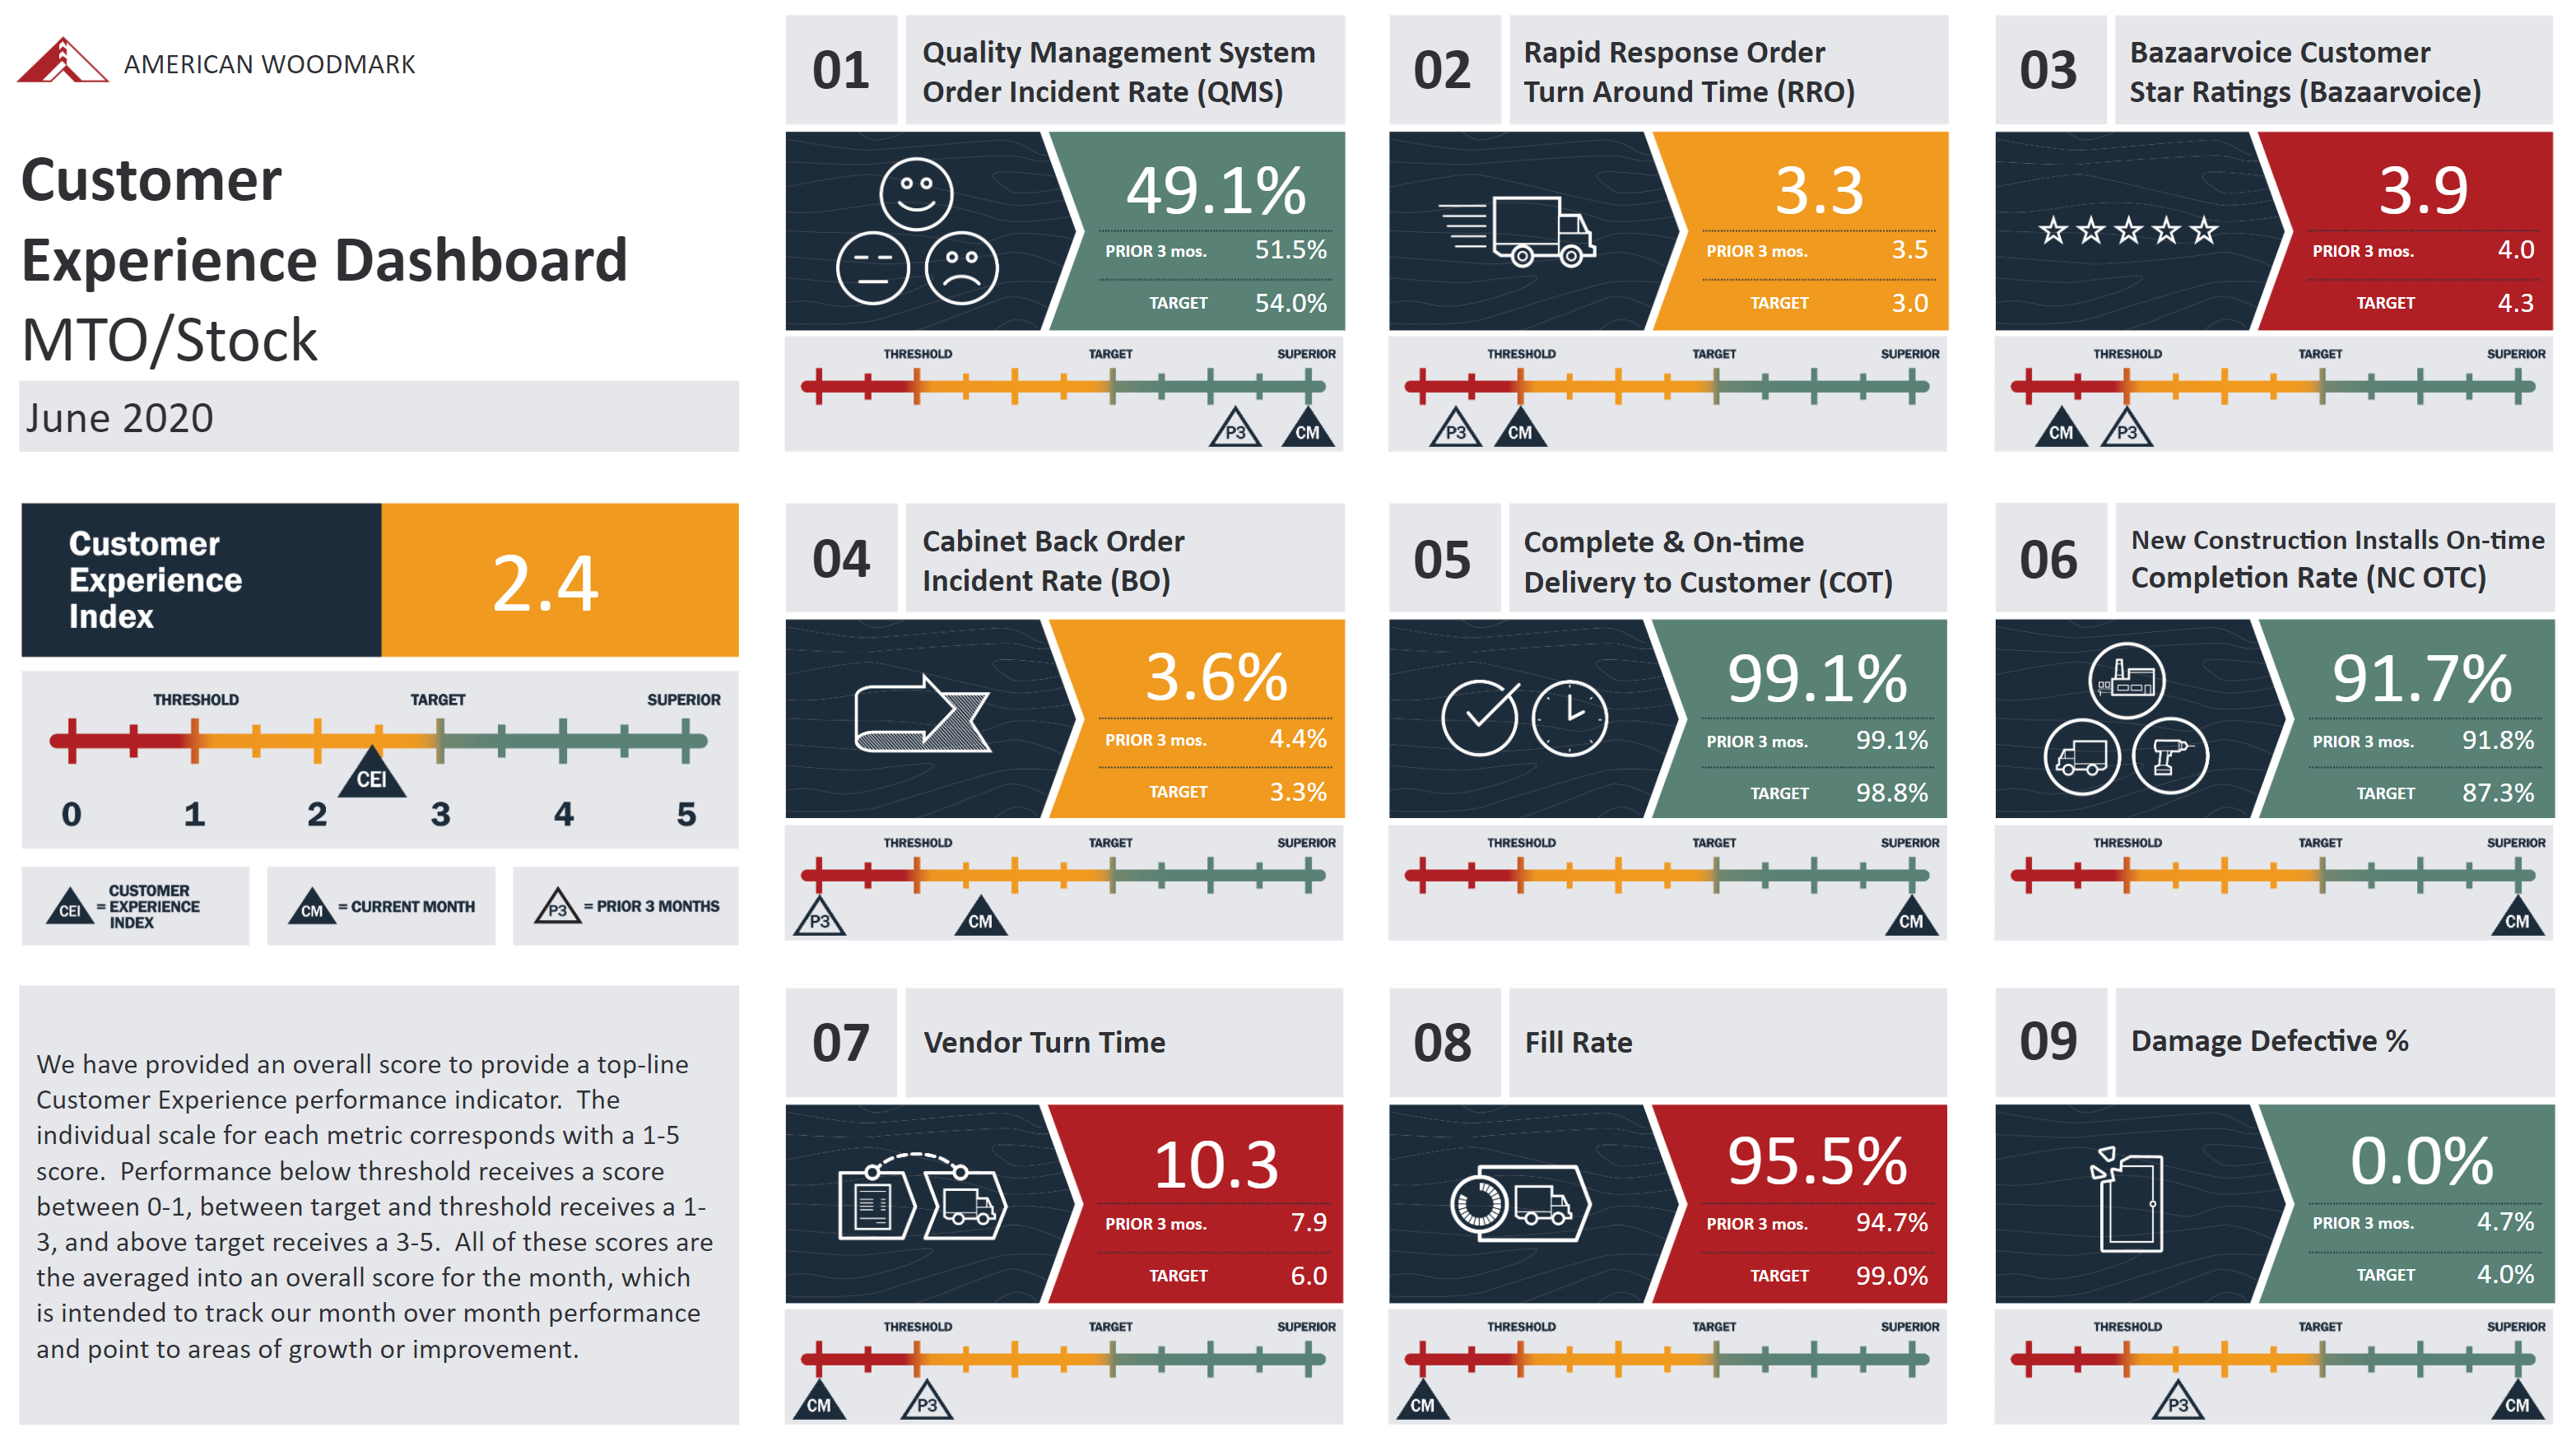 AMERICAN WOODMARK
Customer
Experience Dashboard
MTO/Stock
June 2020
Customer
Experience
Index
2.4
THRESHOLD TARGET SUPERIOR
CEI
0 1 2 3 4 5
CEI = CUSTOMER
EXPERIENCE
INDEX
CM = CURRENT MONTH
P3 = PRIOR 3 MONTHS
We have provided an overall score to provide a top-line
Customer Experience performance indicator. The
individual scale for each metric corresponds with a 1-5
score. Performance below threshold receives a score
between 0-1, between target and threshold receives a 1-
3, and above target receives a 3-5. All of these scores are
the averaged into an overall score for the month, which
is intended to track our month over month performance
and point to areas of growth or improvement.
01
Quality Management System
Order Incident Rate (QMS)
49.1%
PRIOR 3 mos. 51.5%
TARGET 54.0%
THRESHOLD TARGET SUPERIOR
P3 CM
02
Rapid Response Order
Turn Around Time (RRO)
3.3
PRIOR 3 mos. 3.5
TARGET 3.0
THRESHOLD TARGET SUPERIOR
P3 CM
03
Bazaarvoice Customer
Star Ratings (Bazaarvoice)
3.9
PRIOR 3 mos. 4.0
TARGET 4.3
THRESHOLD TARGET SUPERIOR
CM P3
04
Cabinet Back Order
Incident Rate (BO)
3.6%
PRIOR 3 mos. 4.4%
TARGET 3.3%
THRESHOLD TARGET SUPERIOR
P3 CM
05
Complete & On-time
Delivery to Customer (COT)
99.1%
PRIOR 3 mos. 99.1%
TARGET 98.8%
THRESHOLD TARGET SUPERIOR
CM
06
New Construction Installs On-time
Completion Rate (NC OTC)
91.7%
PRIOR 3 mos. 91.8%
TARGET 87.3%
THRESHOLD TARGET SUPERIOR
CM
07
Vendor Turn Time
10.3
PRIOR 3 mos. 7.9
TARGET 6.0
THRESHOLD TARGET SUPERIOR
CM P3
08
Fill Rate
95.5%
PRIOR 3 mos. 94.7%
TARGET 99.0%
THRESHOLD TARGET SUPERIOR
CM
09
Damage Defective %
0.0%
PRIOR 3 mos. 4.7%
TARGET 4.0%
THRESHOLD TARGET SUPERIOR
P3 CM